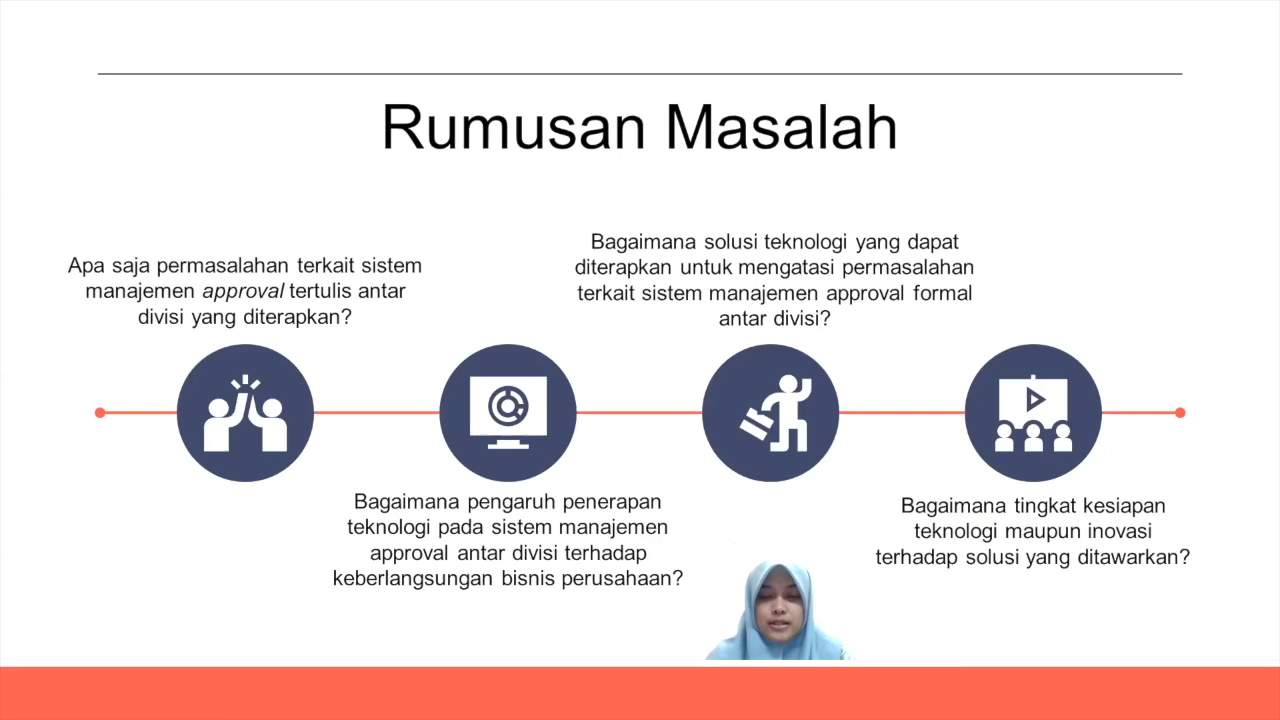 Rumusan Masalah
Apa saja permasalahan terkait sistem
manajemen approval tertulis antar
divisi yang diterapkan?
Bagaimana pengaruh penerapan
teknologi pada sistem manajemen
approval antar divisi terhadap
keberlangsungan bisnis perusahaan?
Bagaimana solusi teknologi yang dapat
diterapkan untuk mengatasi permasalahan
terkait sistem manajemen approval formal
antar divisi?
Bagaimana tingkat kesiapan
teknologi maupun inovasi
terhadap solusi yang ditawarkan?